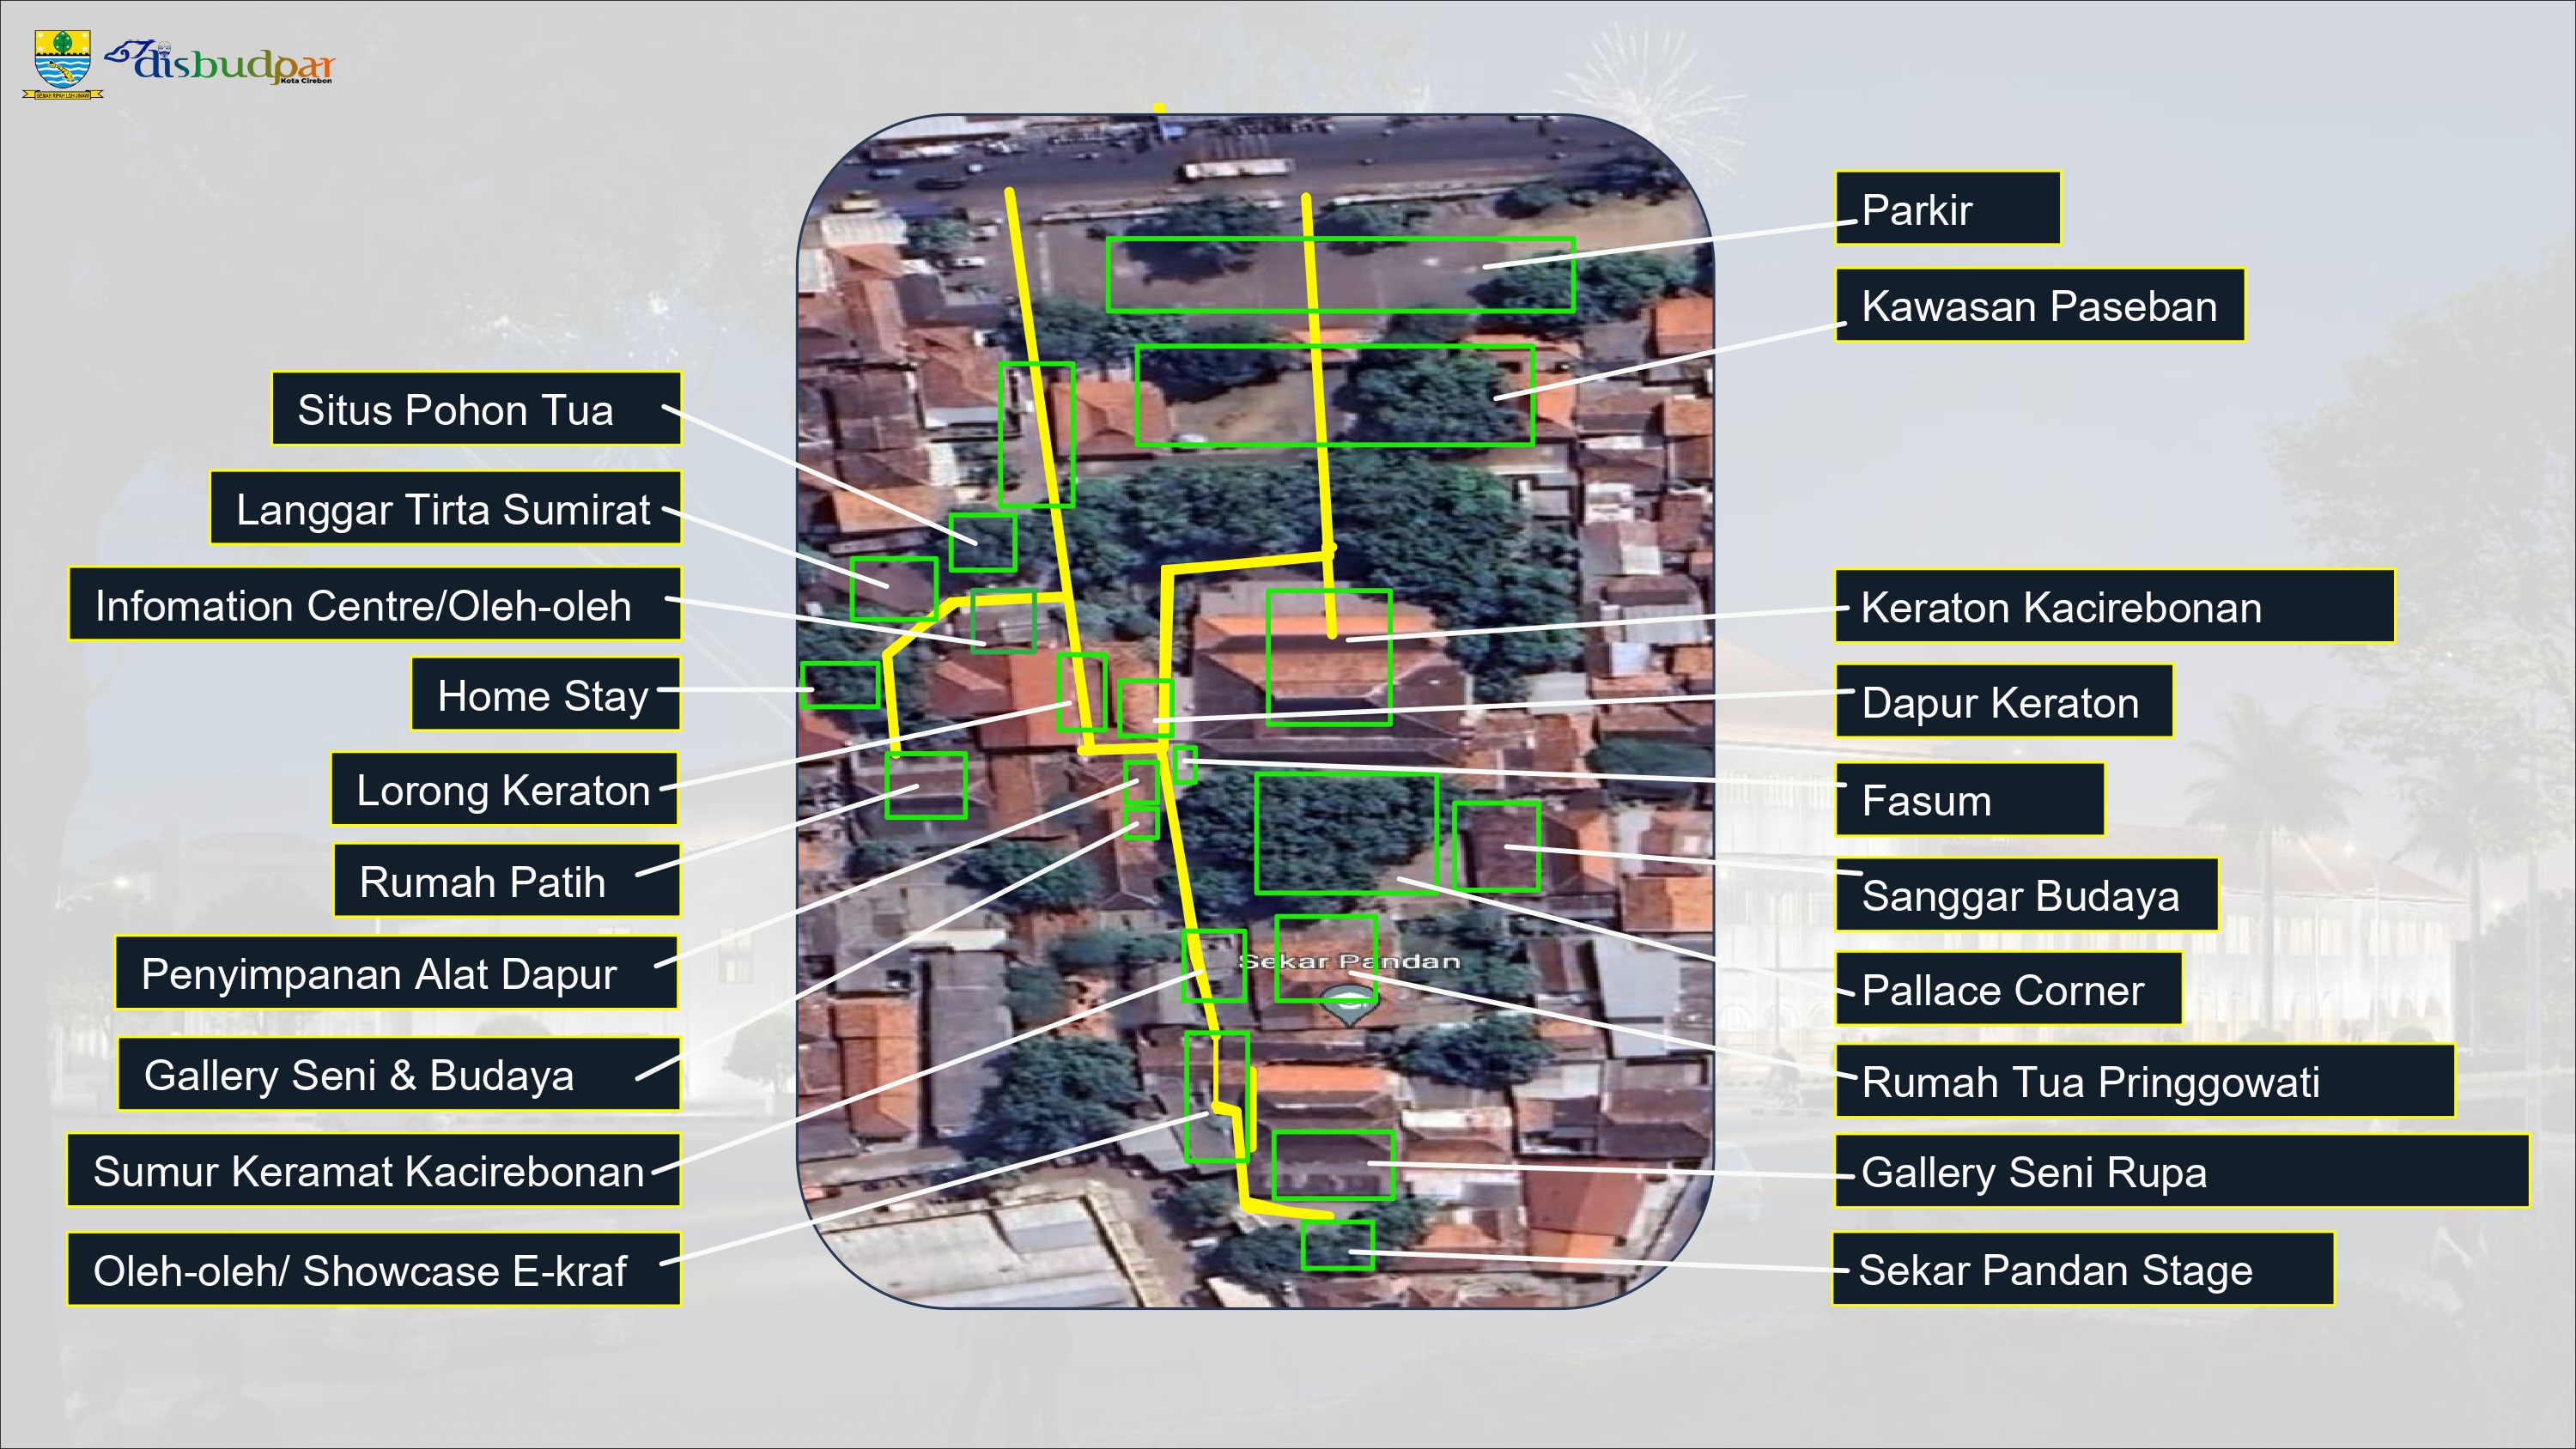 disbudpar
Kota Cirebon
Situs Pohon Tua
Langgar Tirta Sumirat
Infomation Centre/Oleh-oleh
Home Stay
Lorong Keraton
Rumah Patih
Penyimpanan Alat Dapur
Gallery Seni & Budaya
Sumur Keramat Kacirebonan
Oleh-oleh/ Showcase E-kraf
Sekar Pandan
Parkir
Kawasan Paseban
Keraton Kacirebonan
Dapur Keraton
Fasum
Sanggar Budaya
Pallace Corner
Rumah Tua Pringgowati
Gallery Seni Rupa
Sekar Pandan Stage